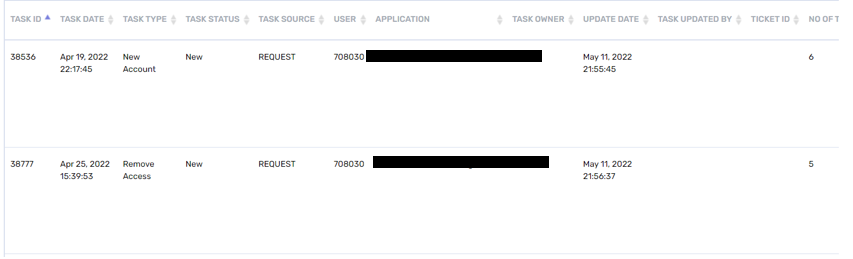 TASK ID TASK DATE TASK TYPE TASK STATUS TASK SOURCE USER APPLICATION TASK OWNER UPDATE DATE TASK UPDATED BY TICKET ID NO OF T
38536 Apr 19, 2022 New New REQUEST 708030 May 11, 2022 6
22:17:45 Account 21:55:45
38777 Apr 25, 2022 Remove New REQUEST 708030 May 11, 2022 5
15:39:53 Access 21:56:37